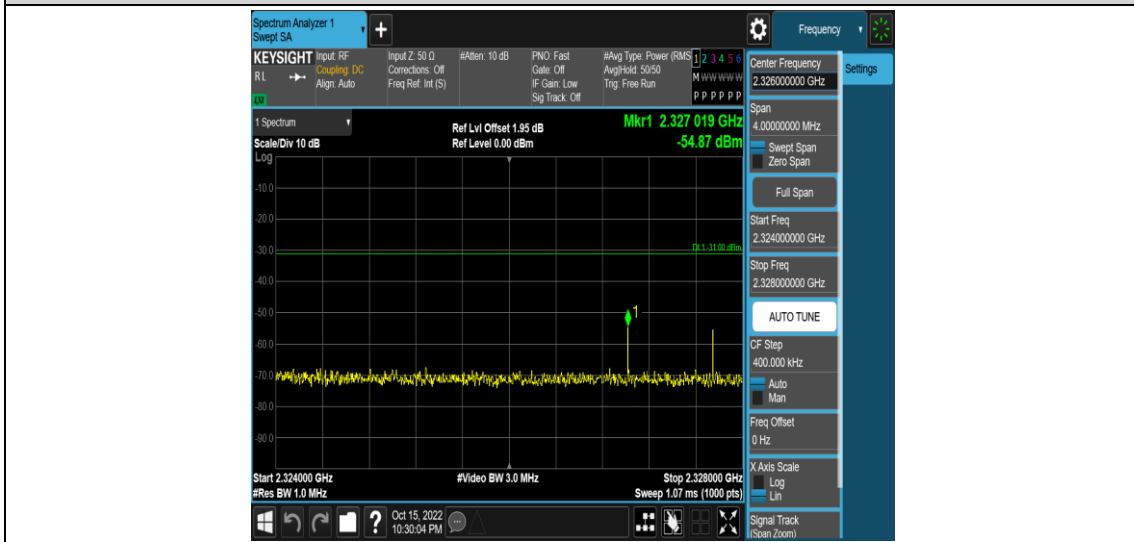 Spectrum Analyzer 1
Swept SA
+
Frequency
KEYSIGHT
RL
Input: RF
Coupling: DC
Align: Auto
Input Z: 50 Ω
Corrections: Off
Freq Ref: Int (S)
#Atten: 10 dB
PNO: Fast
Gate: Off
IF Gain: Low
Sig Track: Off
#Avg Type: Power (RMS
Avg|Hold: 50/50
Trig: Free Run
1 2 3 4 5 6
M W W W W W
P P P P P P
1 Spectrum
Scale/Div 10 dB
Log
Ref Lvl Offset 1.95 dB
Ref Level 0.00 dBm
Mkr1 2.327 019 GHz
-54.87 dBm
-10.0
-20.0
-30.0
DL1 -31.00 dBm
-40.0
-50.0
1
-60.0
-70.0
-80.0
-90.0
Start 2.324000 GHz
#Res BW 1.0 MHz
#Video BW 3.0 MHz
Stop 2.328000 GHz
Sweep 1.07 ms (1000 pts)
?
Oct 15, 2022
10:30:04 PM
Center Frequency
2.326000000 GHz
Settings
Span
4.00000000 MHz
Swept Span
Zero Span
Full Span
Start Freq
2.324000000 GHz
Stop Freq
2.328000000 GHz
AUTO TUNE
CF Step
400.000 kHz
Auto
Man
Freq Offset
0 Hz
X Axis Scale
Log
Lin
Signal Track
(Span Zoom)